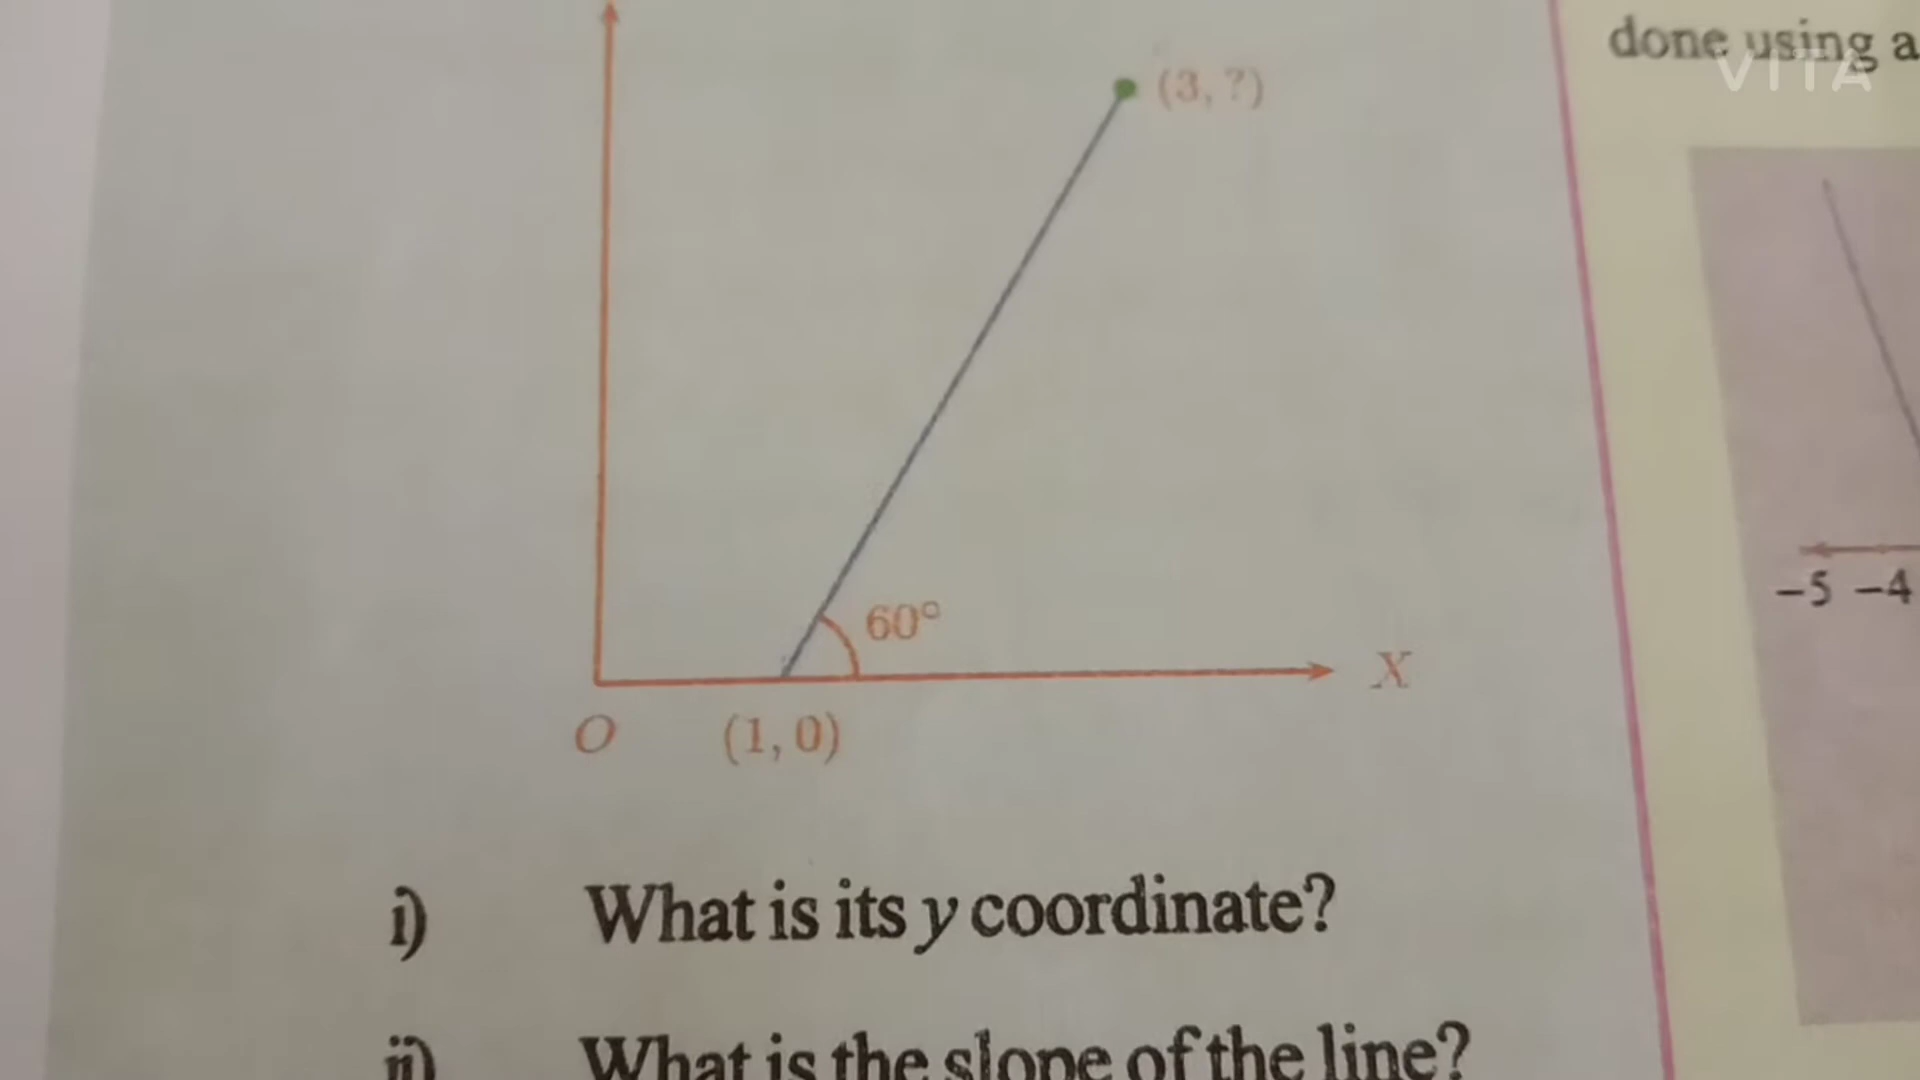 done using a
VITA
(3, ?)
60°
X
O
(1, 0)
–5 –4
i) What is its y coordinate?
ii) What is the slope of the line?